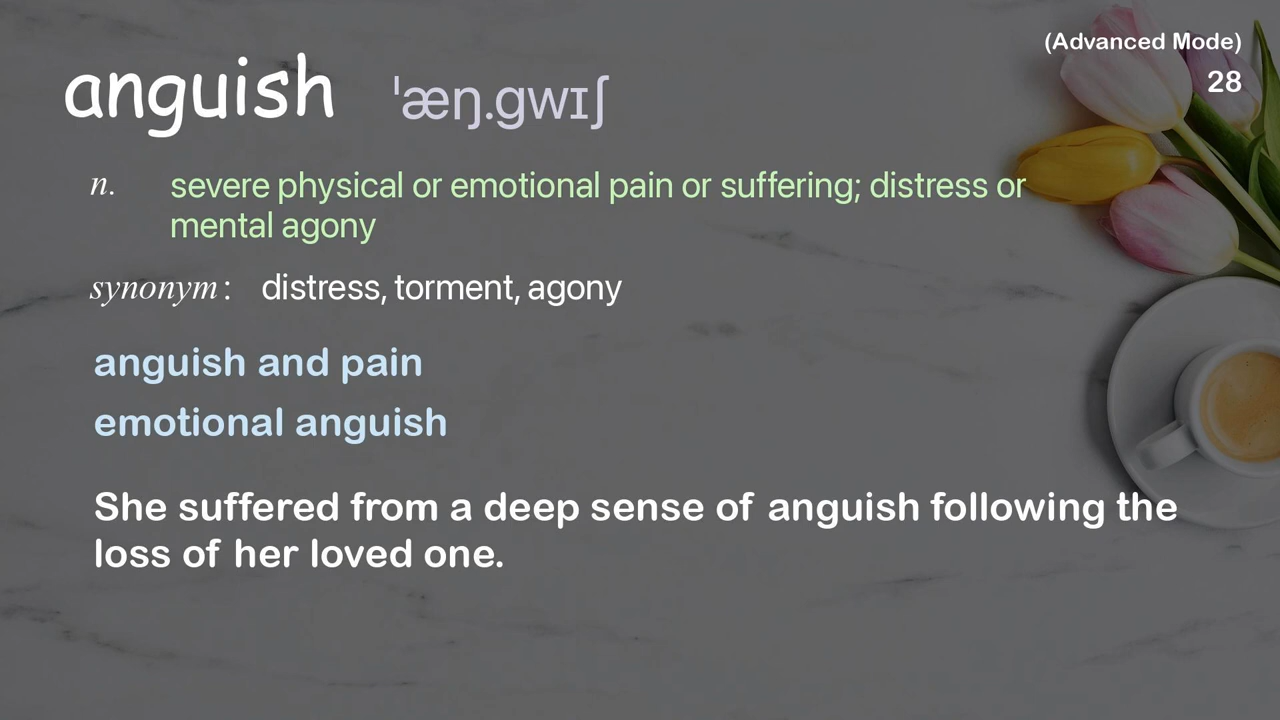 (Advanced Mode)
28
anguish ˈæŋ.gwɪʃ
n. severe physical or emotional pain or suffering; distress or
mental agony
synonym : distress, torment, agony
anguish and pain
emotional anguish
She suffered from a deep sense of anguish following the
loss of her loved one.